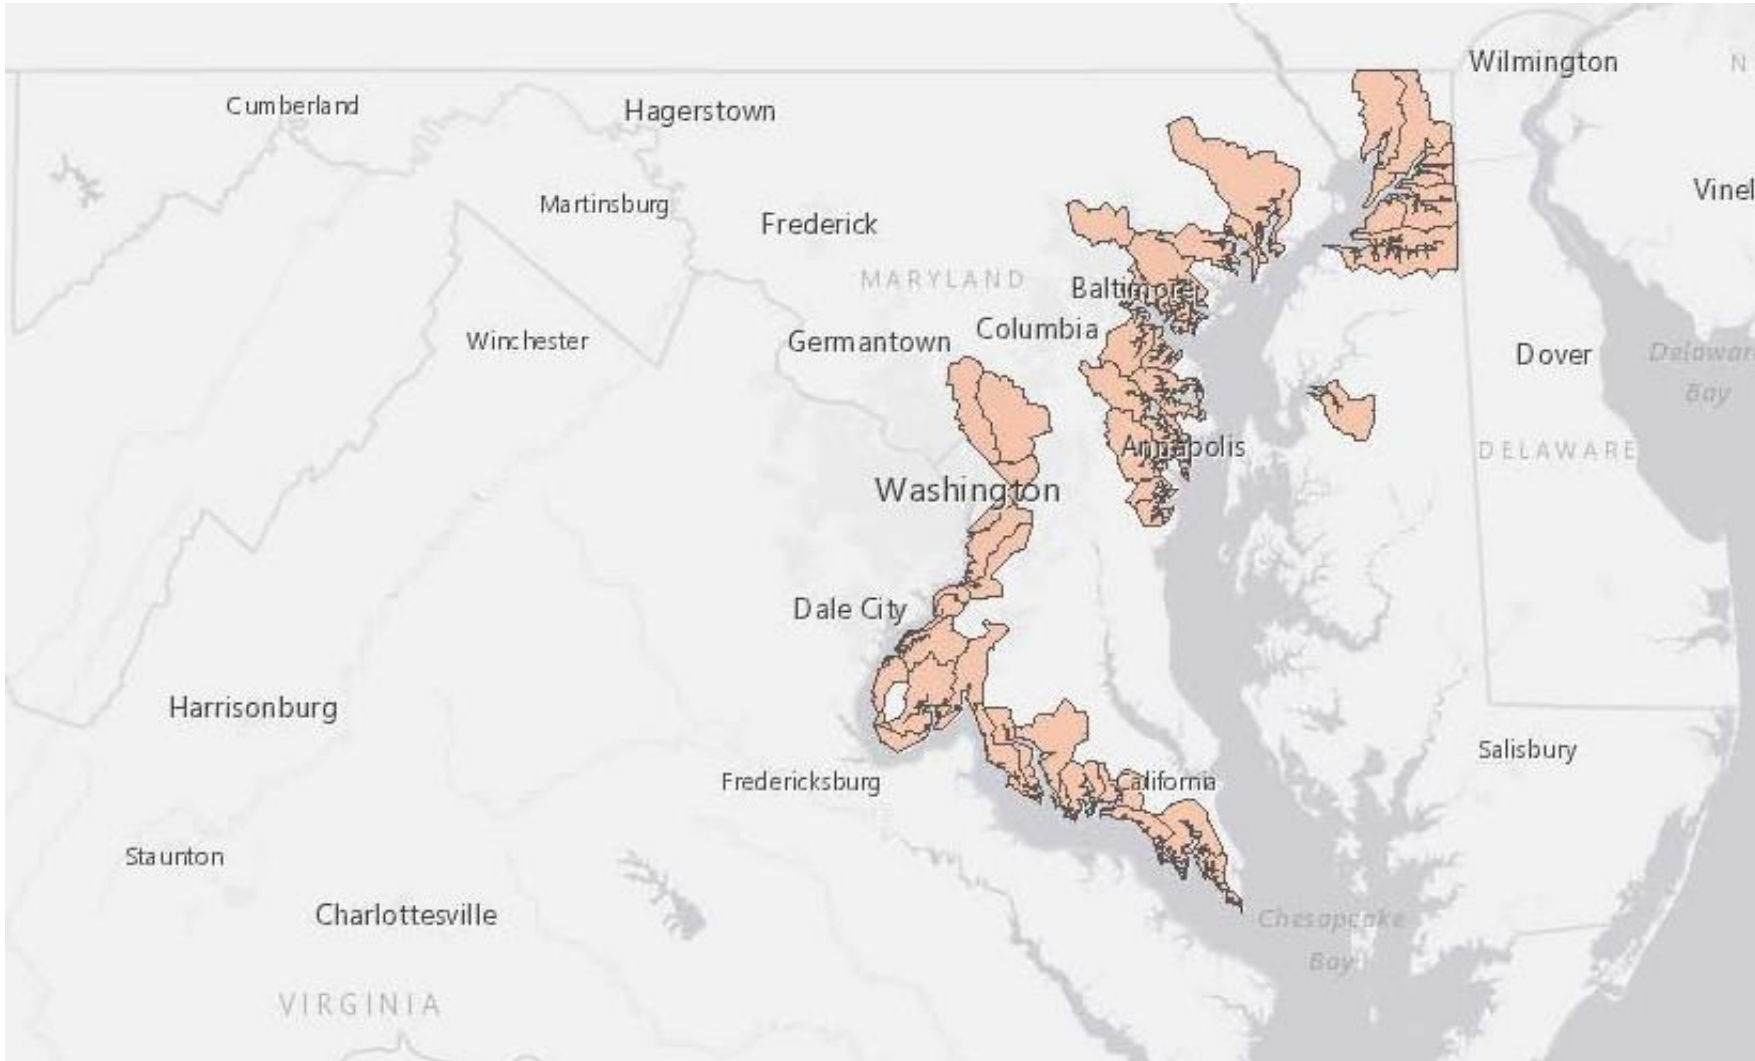 Wilmington
N
Cumberland
Hagerstown
Martinsburg
Frederick
Vinel
MARYLAND
Baltimore
Columbia
Germantown
Winchester
Dover
Delawar
Bay
Annapolis
DELAWARE
Washington
Dale City
Harrisonburg
Salisbury
Fredericksburg
California
Staunton
Charlottesville
Chesapeake
Bay
VIRGINIA